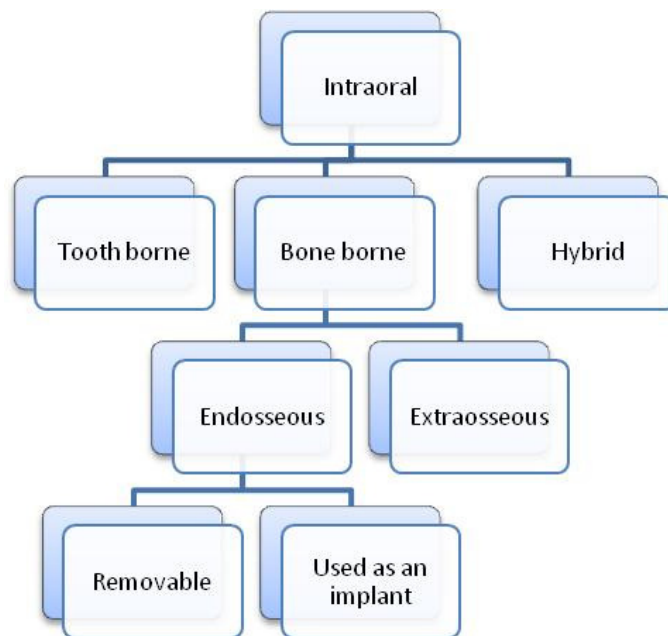 Intraoral
Tooth borne
Bone borne
Hybrid
Endosseous
Extraosseous
Removable
Used as an
implant